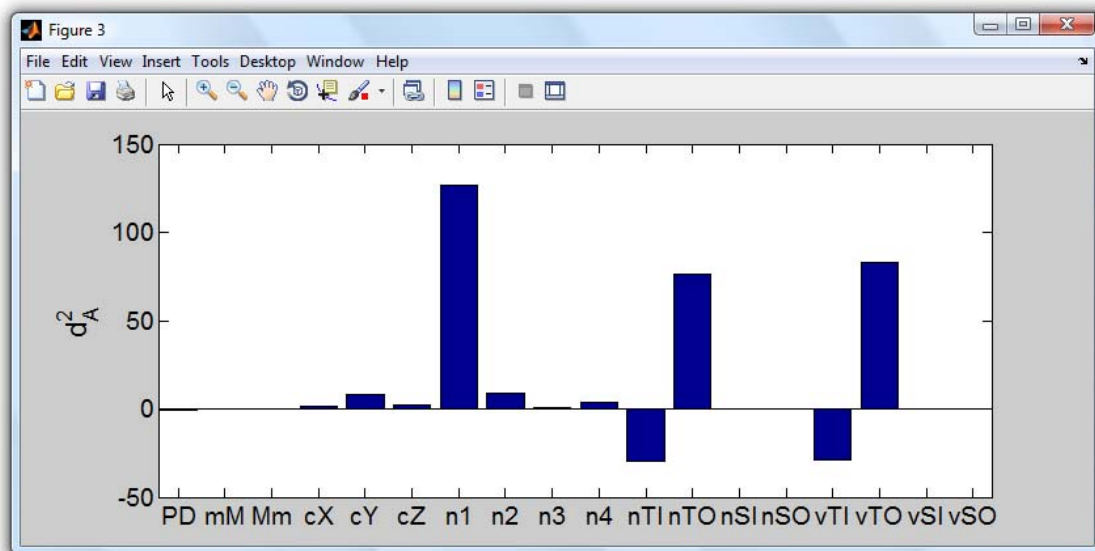 Figure 3
File Edit View Insert Tools Desktop Window Help
150
100
50
0
-50
d²A
PD mM Mm cX cY cZ n1 n2 n3 n4 nTI nTO nSI nSO vTI vTO vSI vSO